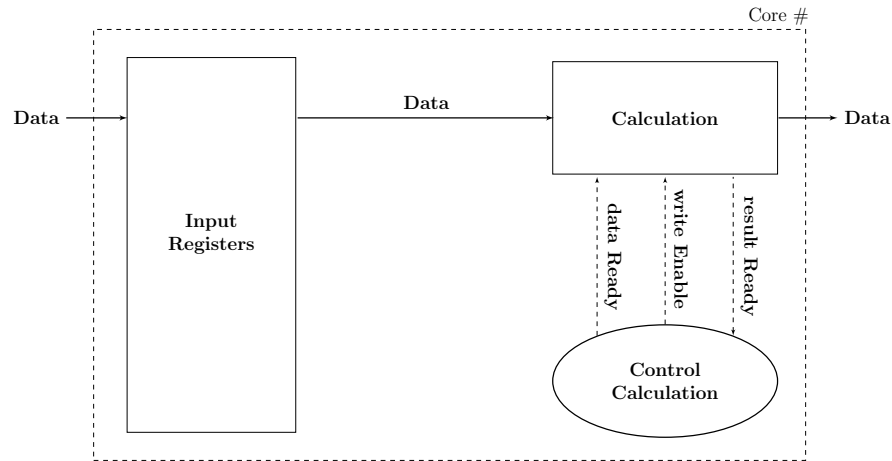 Core #
Data
Data
Calculation
Data
Input
Registers
data Ready
write Enable
result Ready
Control
Calculation